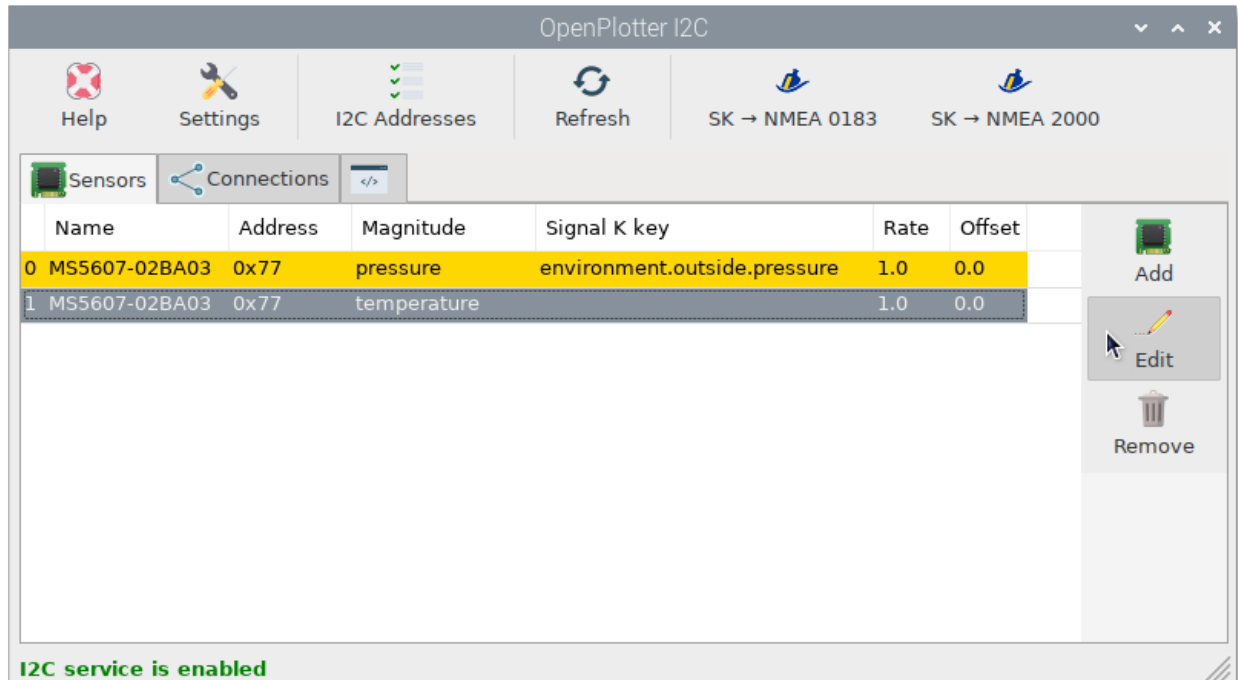 OpenPlotter I2C
Help Settings I2C Addresses Refresh SK → NMEA 0183 SK → NMEA 2000
Sensors Connections </>
Name Address Magnitude Signal K key Rate Offset
0 MS5607-02BA03 0x77 pressure environment.outside.pressure 1.0 0.0
Add
1 MS5607-02BA03 0x77 temperature 1.0 0.0
Edit
Remove
I2C service is enabled